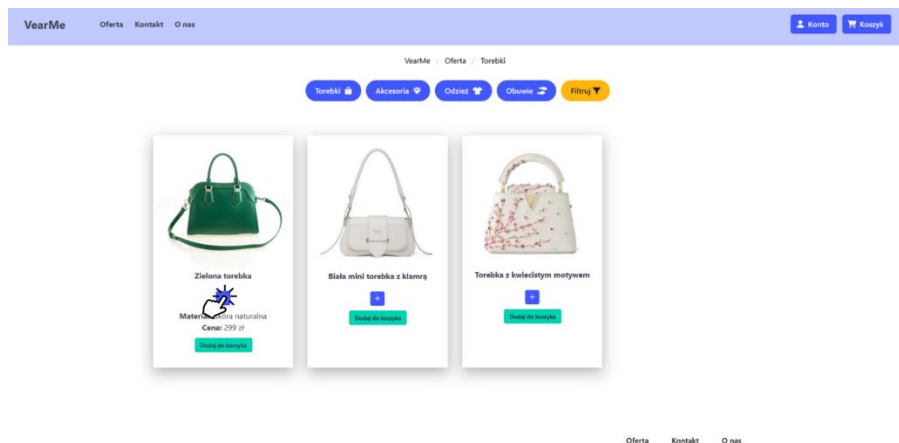 VearMe Oferta Kontakt O nas Konto Koszyk
VearMe / Oferta / Torebki
Torebki Akcesoria Odzież Obuwie Filtruj
Zielona torebka Biała mini torebka z klamrą Torebka z kwiecistym motywem
+ +
Materiał: skóra naturalna
Cena: 299 zł
Dodaj do koszyka Dodaj do koszyka Dodaj do koszyka
Oferta Kontakt O nas